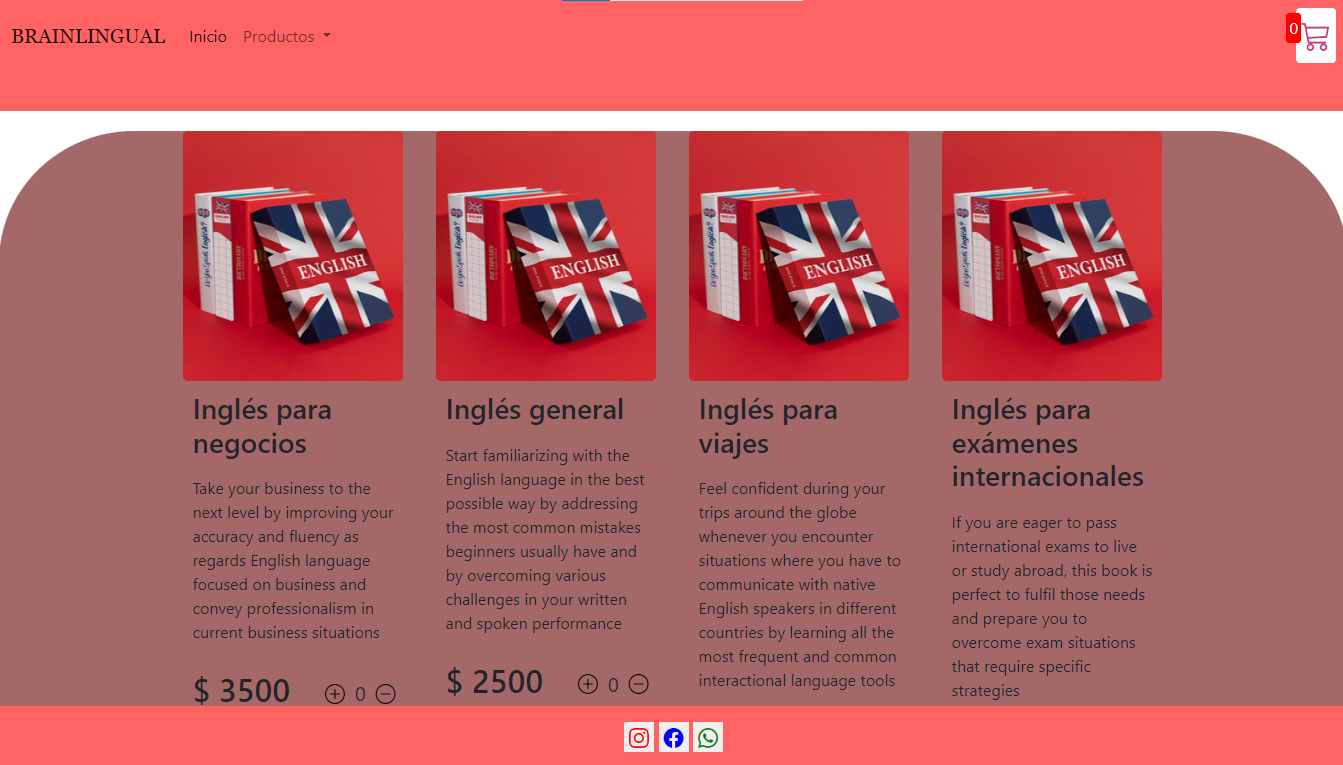 BRAINLINGUAL Inicio Productos
0
ENGLISH
ENGLISH
ENGLISH
ENGLISH
Inglés para
negocios
Take your business to the
next level by improving your
accuracy and fluency as
regards English language
focused on business and
convey professionalism in
current business situations
$ 3500 0
Inglés general
Start familiarizing with the
English language in the best
possible way by addressing
the most common mistakes
beginners usually have and
by overcoming various
challenges in your written
and spoken performance
$ 2500 0
Inglés para
viajes
Feel confident during your
trips around the globe
whenever you encounter
situations where you have to
communicate with native
English speakers in different
countries by learning all the
most frequent and common
interactional language tools
Inglés para
exámenes
internacionales
If you are eager to pass
international exams to live
or study abroad, this book is
perfect to fulfil those needs
and prepare you to
overcome exam situations
that require specific
strategies